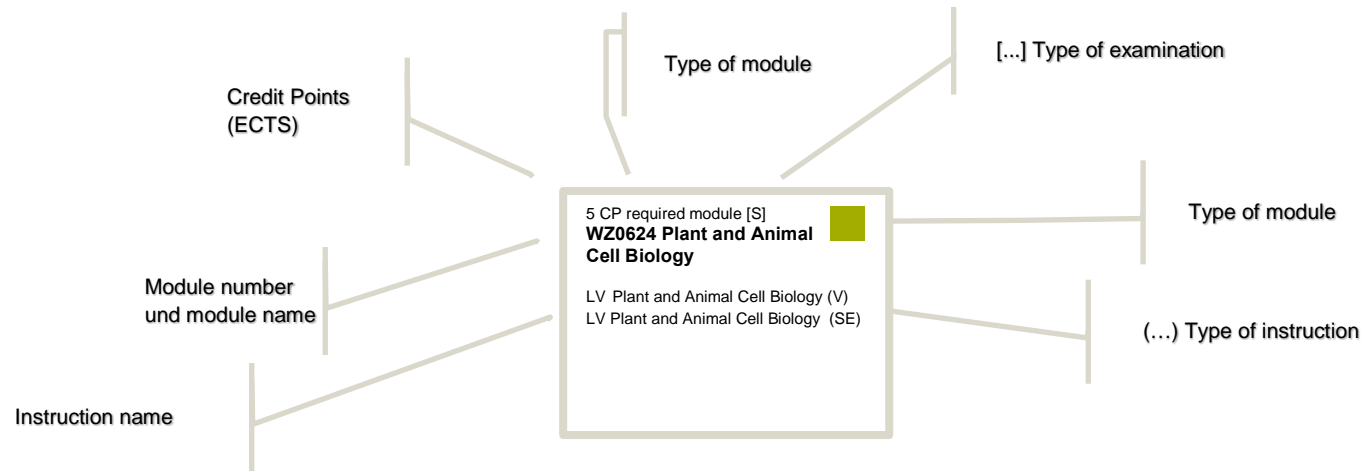 Type of module
[...] Type of examination
Credit Points
(ECTS)
5 CP required module [S]
WZ0624 Plant and Animal
Cell Biology
LV Plant and Animal Cell Biology (V)
LV Plant and Animal Cell Biology (SE)
Type of module
Module number
und module name
(…) Type of instruction
Instruction name